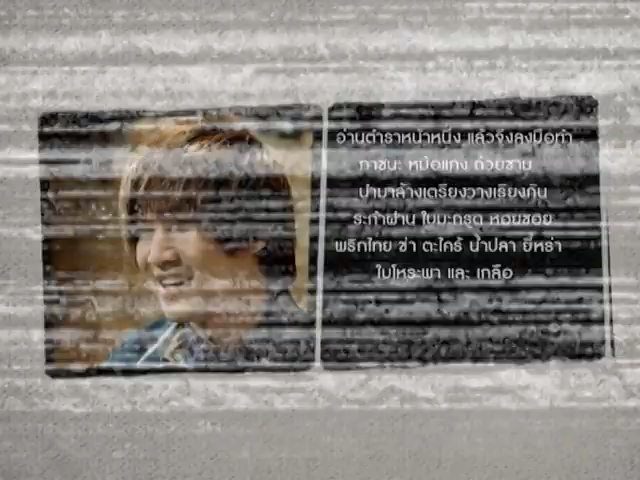 อ่านตำราหน้าหนึ่ง แล้วจึงลงมือทำ
ภาชนะ หม้อแกง ถ้วยชาม
นำมาล้างเตรียงวางเรียงกัน
ระกำผ่าน ใบมะกรูด หอยซอย
พริกไทย ข่า ตะไคร้ น้ำปลา ยี่หร่า
ใบโหระพา และ เกลือ